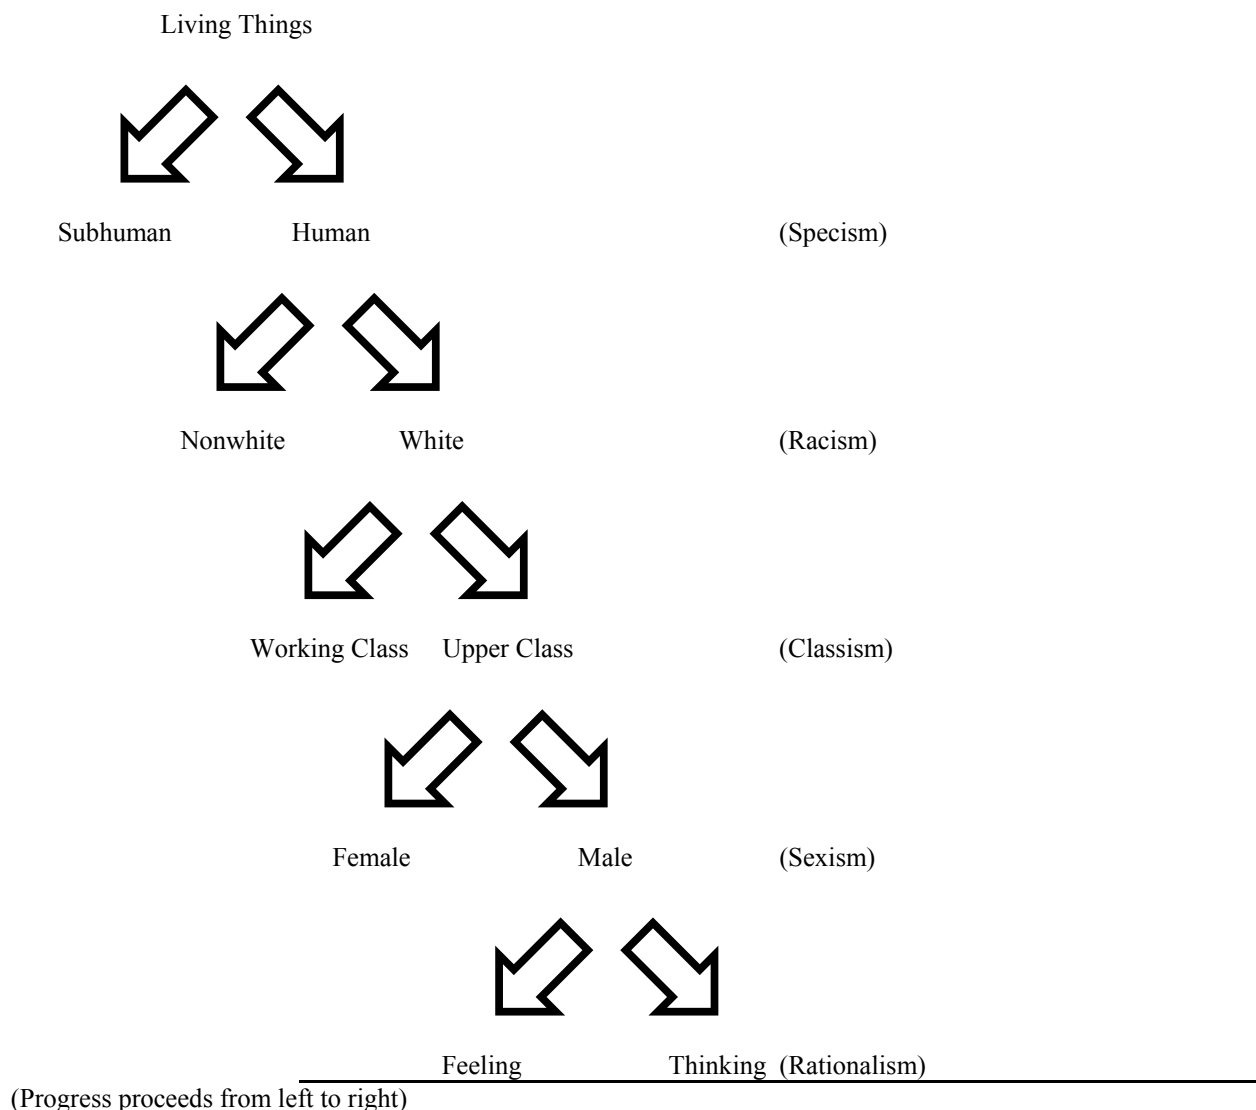 Living Things
Subhuman Human (Specism)
Nonwhite White (Racism)
Working Class Upper Class (Classism)
Female Male (Sexism)
Feeling Thinking (Rationalism)
(Progress proceeds from left to right)